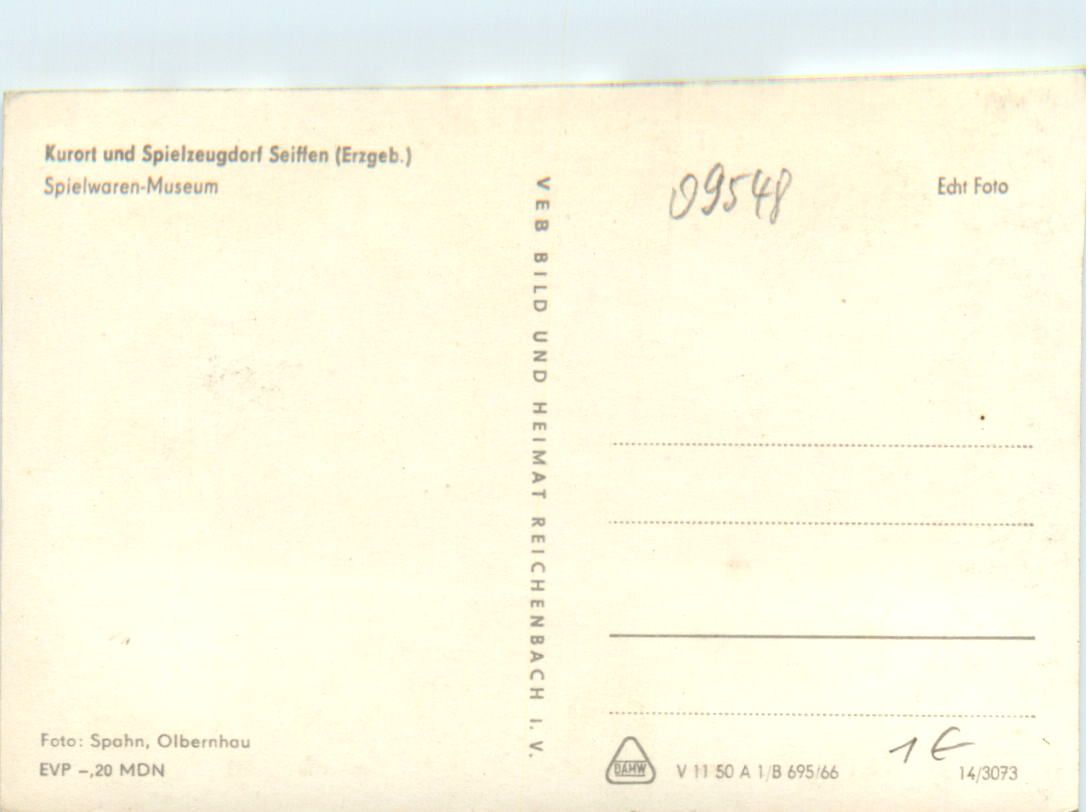 Kurort und Spielzeugdorf Seiffen (Erzgeb.)
Spielwaren-Museum
Foto: Spahn, Olbernhau
EVP –,20 MDN
VEB BILD UND HEIMAT REICHENBACH I. V.
09548
Echt Foto
DAMW
V 11 50 A 1/B 695/66
1 €
14/3073